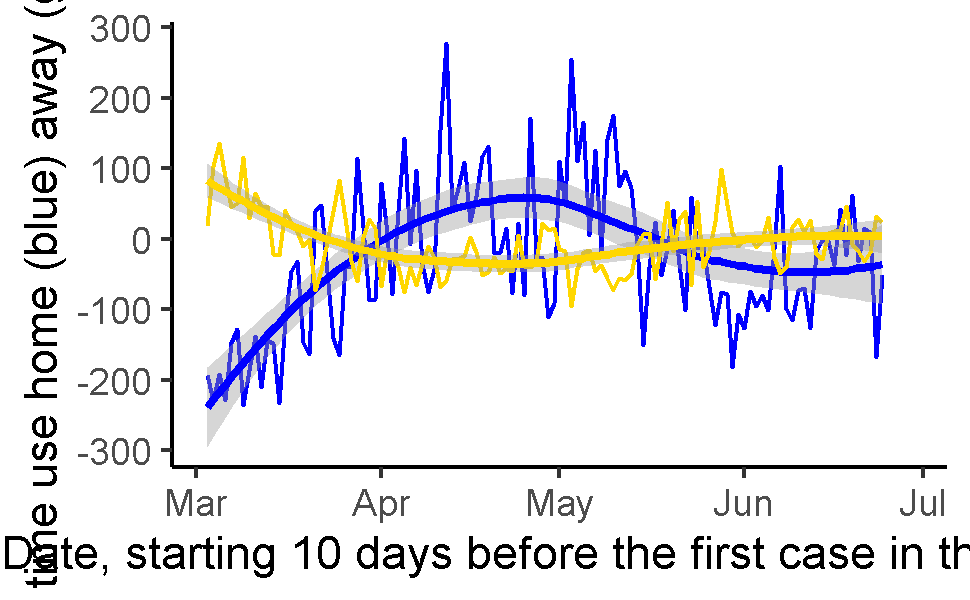 time use home (blue) away (
300
200
100
0
-100
-200
-300
Mar Apr May Jun Jul
Date, starting 10 days before the first case in th